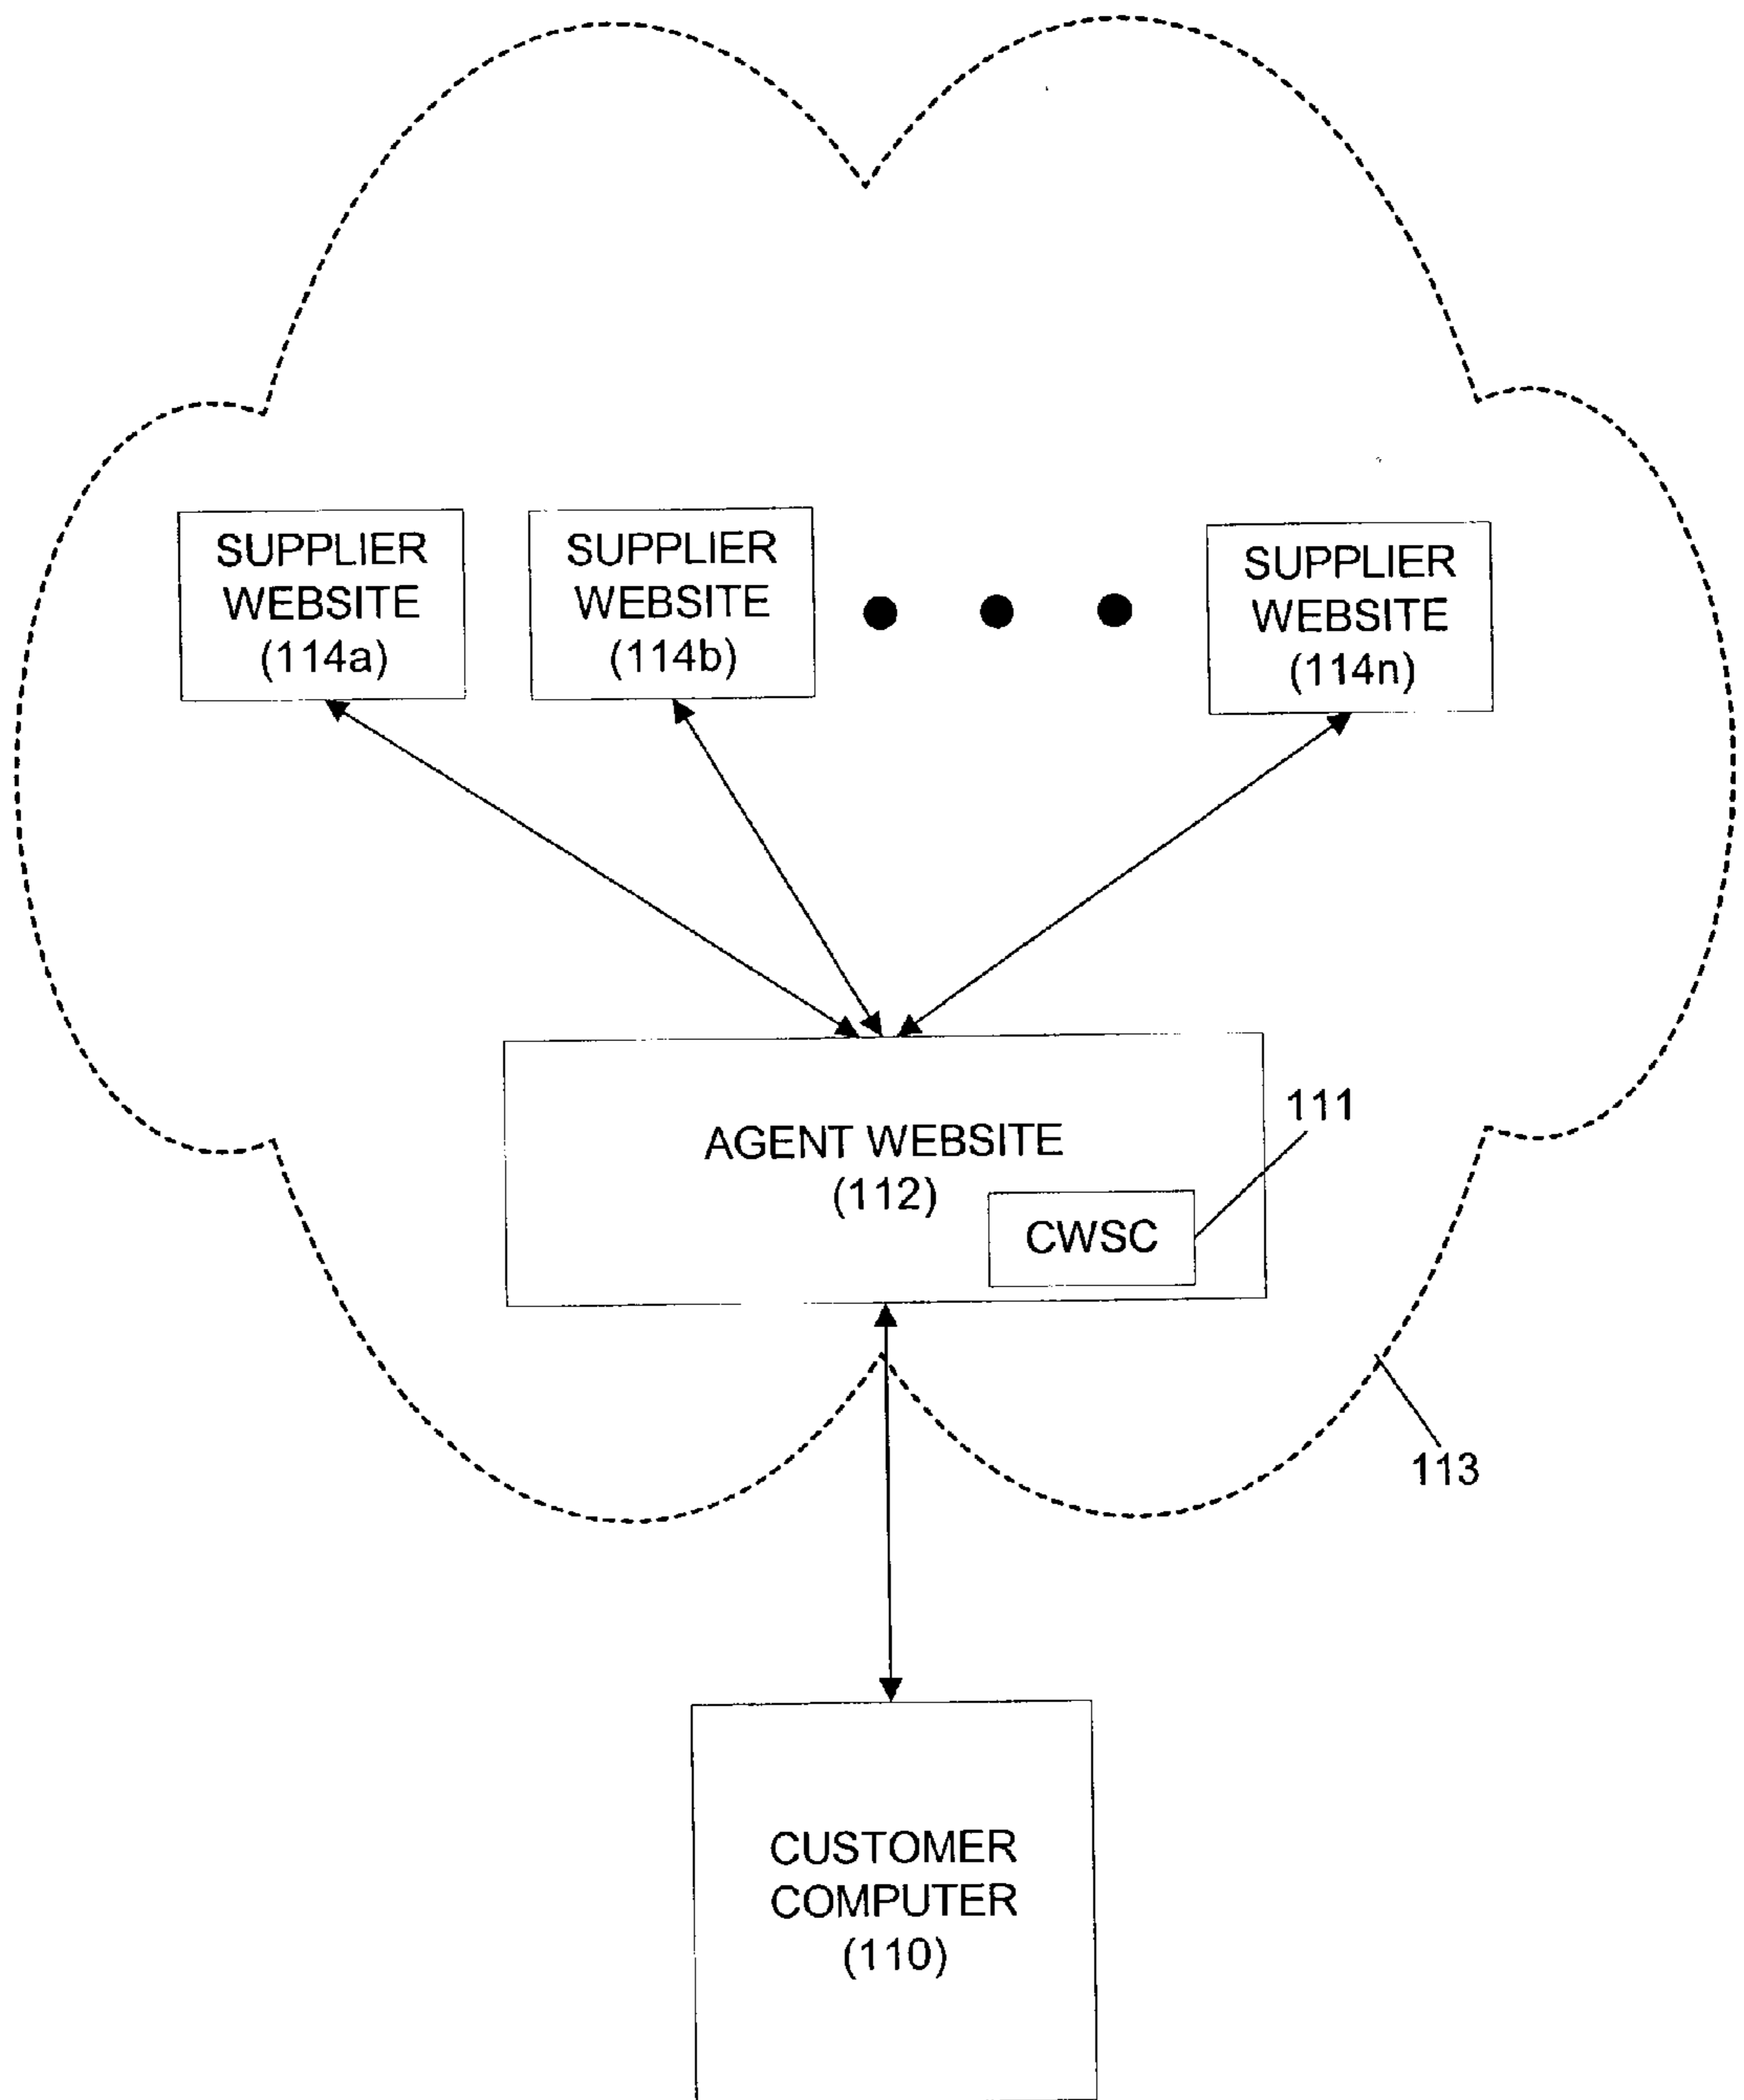 SUPPLIER
WEBSITE
(114a)
SUPPLIER
WEBSITE
(114b)
SUPPLIER
WEBSITE
(114n)
111
AGENT WEBSITE
(112)
CWSC
113
CUSTOMER
COMPUTER
(110)